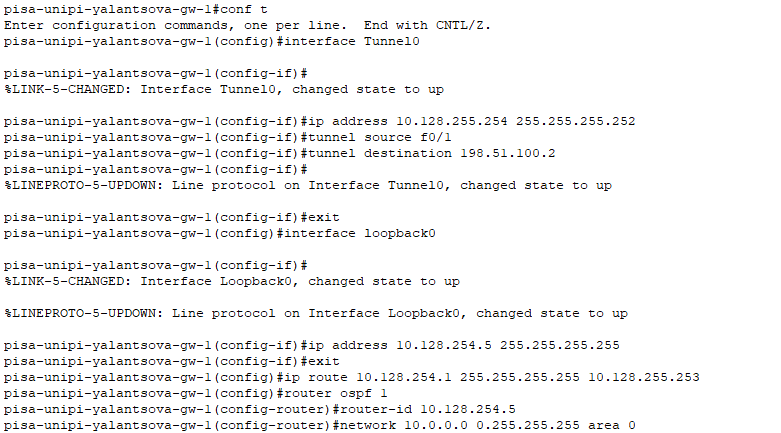 pisa-unipi-yalantsova-gw-1#conf t
Enter configuration commands, one per line.  End with CNTL/Z.
pisa-unipi-yalantsova-gw-1(config)#interface Tunnel0
pisa-unipi-yalantsova-gw-1(config-if)#
%LINK-5-CHANGED: Interface Tunnel0, changed state to up
pisa-unipi-yalantsova-gw-1(config-if)#ip address 10.128.255.254 255.255.255.252
pisa-unipi-yalantsova-gw-1(config-if)#tunnel source f0/1
pisa-unipi-yalantsova-gw-1(config-if)#tunnel destination 198.51.100.2
pisa-unipi-yalantsova-gw-1(config-if)#
%LINEPROTO-5-UPDOWN: Line protocol on Interface Tunnel0, changed state to up
pisa-unipi-yalantsova-gw-1(config-if)#exit
pisa-unipi-yalantsova-gw-1(config)#interface loopback0
pisa-unipi-yalantsova-gw-1(config-if)#
%LINK-5-CHANGED: Interface Loopback0, changed state to up
%LINEPROTO-5-UPDOWN: Line protocol on Interface Loopback0, changed state to up
pisa-unipi-yalantsova-gw-1(config-if)#ip address 10.128.254.5 255.255.255.255
pisa-unipi-yalantsova-gw-1(config-if)#exit
pisa-unipi-yalantsova-gw-1(config)#ip route 10.128.254.1 255.255.255.255 10.128.255.253
pisa-unipi-yalantsova-gw-1(config)#router ospf 1
pisa-unipi-yalantsova-gw-1(config-router)#router-id 10.128.254.5
pisa-unipi-yalantsova-gw-1(config-router)#network 10.0.0.0 0.255.255.255 area 0